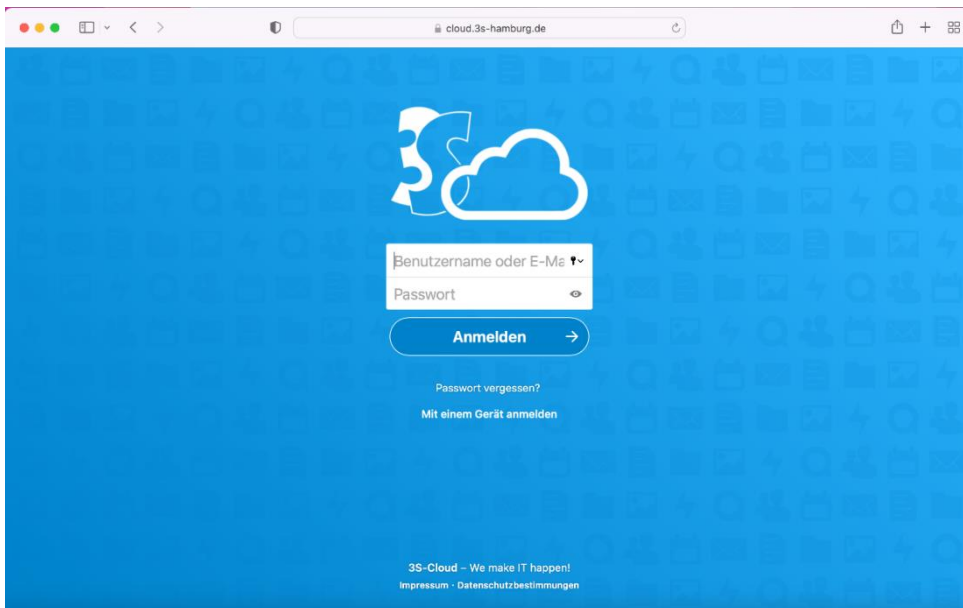 cloud.3s-hamburg.de
3S
Benutzername oder E-Ma
Passwort
Anmelden
Passwort vergessen?
Mit einem Gerät anmelden
3S-Cloud – We make IT happen!
Impressum · Datenschutzbestimmungen